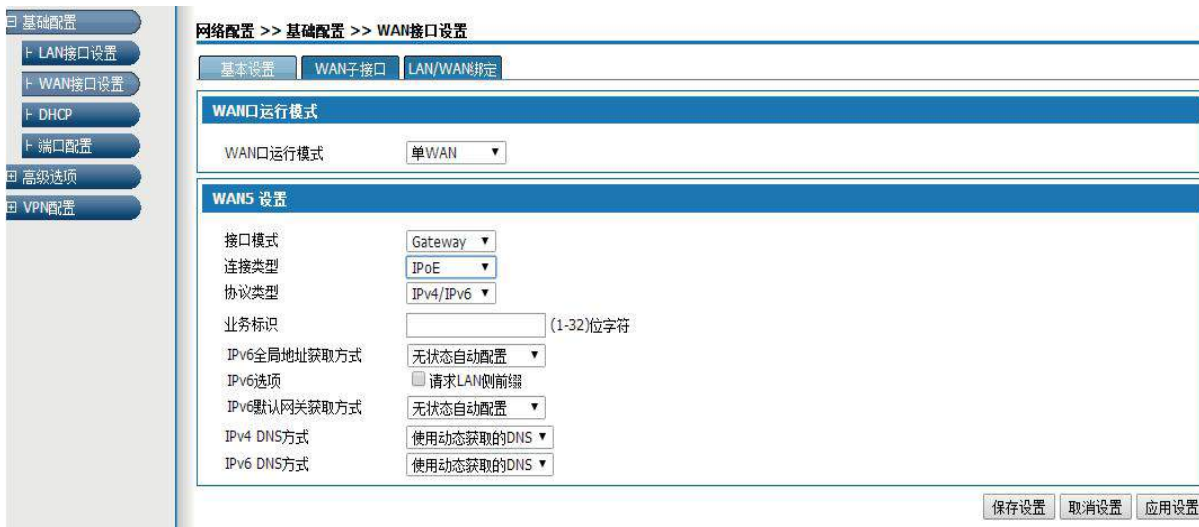 基础配置
LAN接口设置
WAN接口设置
DHCP
端口配置
高级选项
VPN配置
网络配置 >> 基础配置 >> WAN接口设置
基本设置 WAN子接口 LAN/WAN绑定
WAN口运行模式
WAN口运行模式 单WAN
WAN5 设置
接口模式 Gateway
连接类型 IPoE
协议类型 IPv4/IPv6
业务标识 (1-32)位字符
IPv6全局地址获取方式 无状态自动配置
IPv6选项 请求LAN侧前缀
IPv6默认网关获取方式 无状态自动配置
IPv4 DNS方式 使用动态获取的DNS
IPv6 DNS方式 使用动态获取的DNS
保存设置 取消设置 应用设置